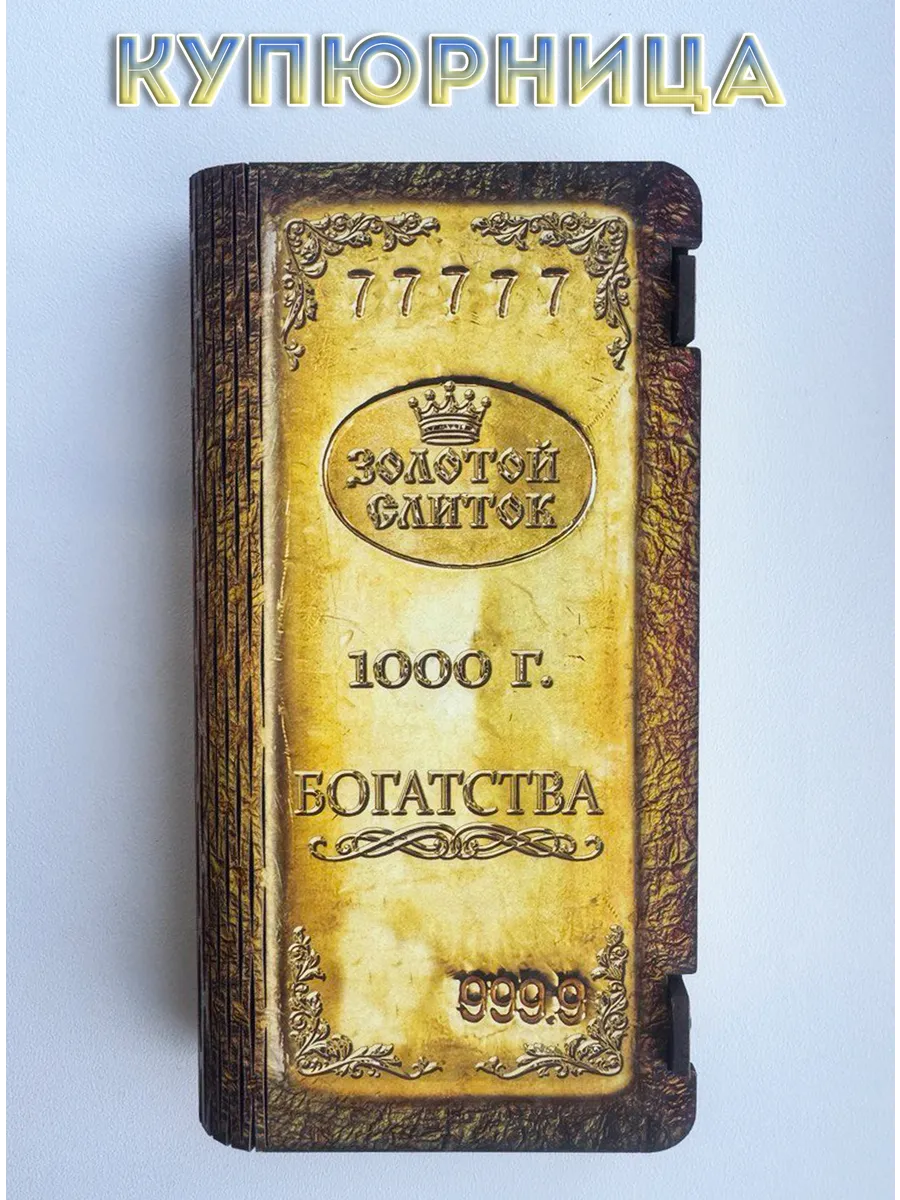 КУПЮРНИЦА
77777
ЗОЛОТОЙ
СЛИТОК
1000 Г.
БОГАТСТВА
999.9